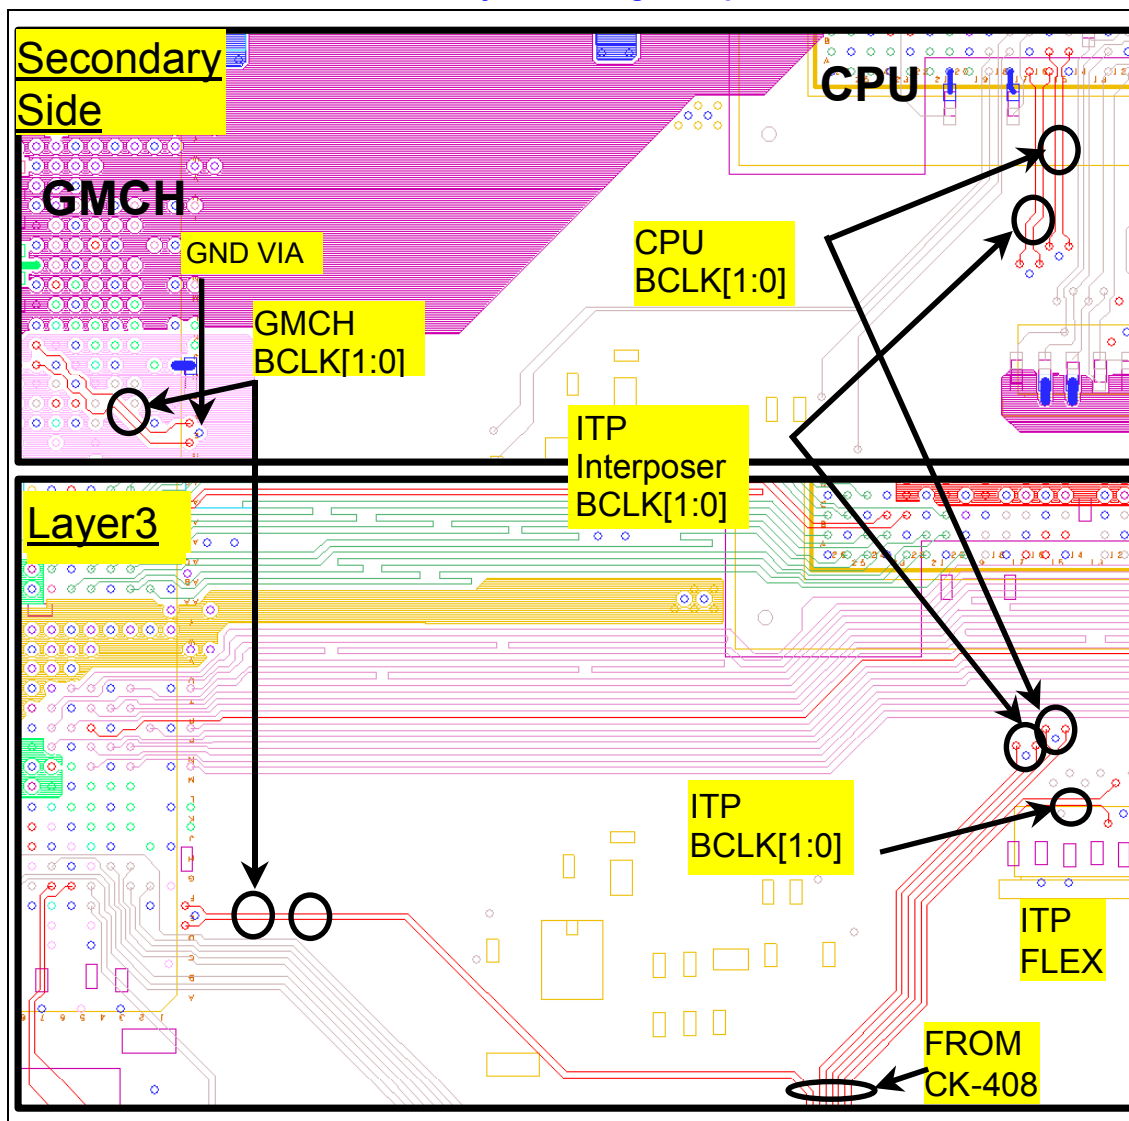 Secondary
Side
CPU
GMCH
GND VIA
GMCH
BCLK[1:0]
CPU
BCLK[1:0]
ITP
Interposer
BCLK[1:0]
Layer3
ITP
BCLK[1:0]
ITP
FLEX
FROM
CK-408